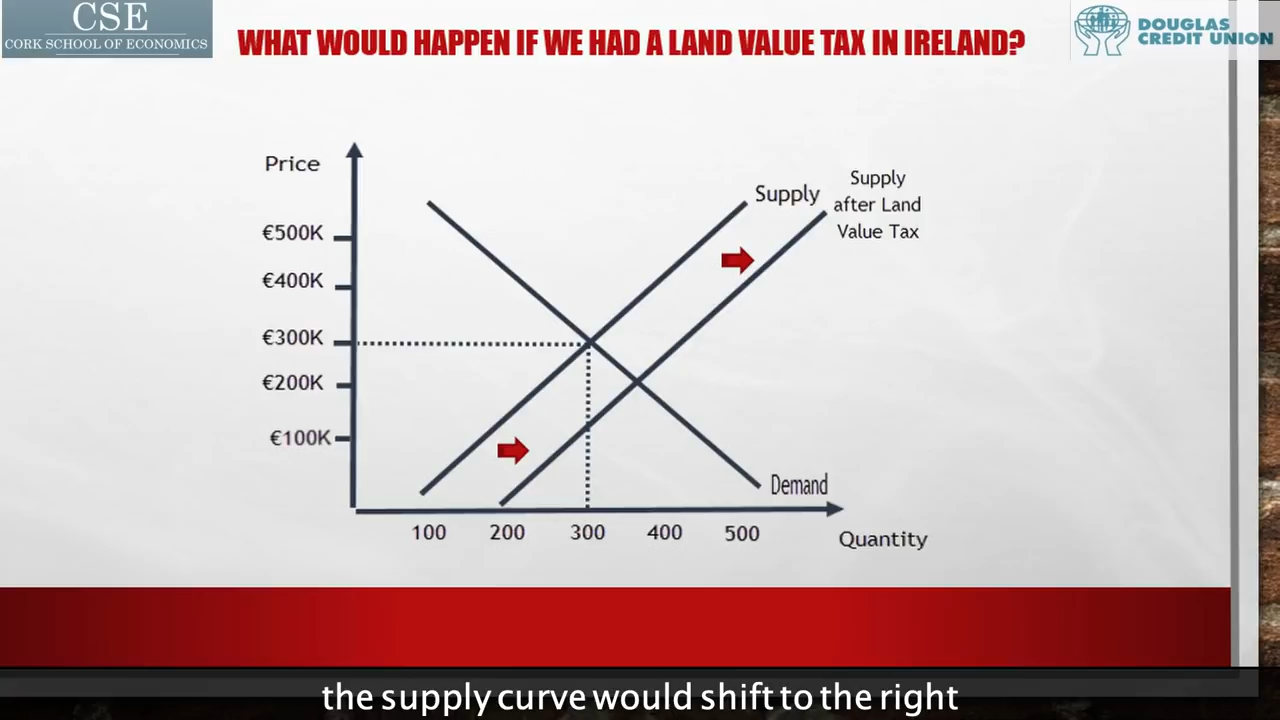 CSE
CORK SCHOOL OF ECONOMICS
WHAT WOULD HAPPEN IF WE HAD A LAND VALUE TAX IN IRELAND?
DOUGLAS
CREDIT UNION
Price
€500K
€400K
€300K
€200K
€100K
Supply
Supply
after Land
Value Tax
Demand
100 200 300 400 500
Quantity
the supply curve would shift to the right